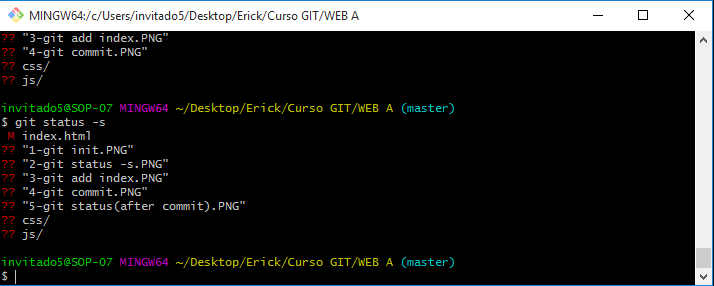 MINGW64:/c/Users/invitado5/Desktop/Erick/Curso GIT/WEB A
?? "3-git add index.PNG"
?? "4-git commit.PNG"
?? css/
?? js/
invitado5@SOP-07 MINGW64 ~/Desktop/Erick/Curso GIT/WEB A (master)
$ git status -s
 M index.html
?? "1-git init.PNG"
?? "2-git status -s.PNG"
?? "3-git add index.PNG"
?? "4-git commit.PNG"
?? "5-git status(after commit).PNG"
?? css/
?? js/
invitado5@SOP-07 MINGW64 ~/Desktop/Erick/Curso GIT/WEB A (master)
$